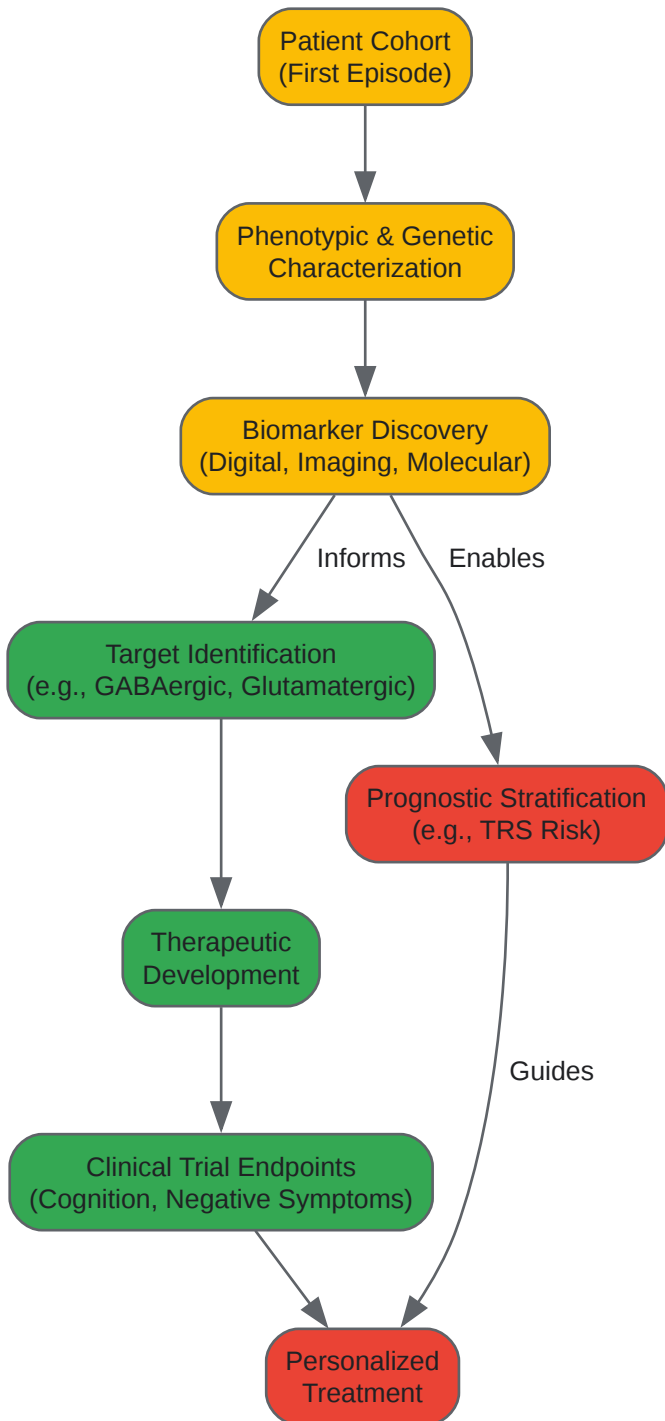 Patient Cohort
(First Episode)
Phenotypic & Genetic
Characterization
Biomarker Discovery
(Digital, Imaging, Molecular)
Informs
Enables
Target Identification
(e.g., GABAergic, Glutamatergic)
Prognostic Stratification
(e.g., TRS Risk)
Therapeutic
Development
Guides
Clinical Trial Endpoints
(Cognition, Negative Symptoms)
Personalized
Treatment